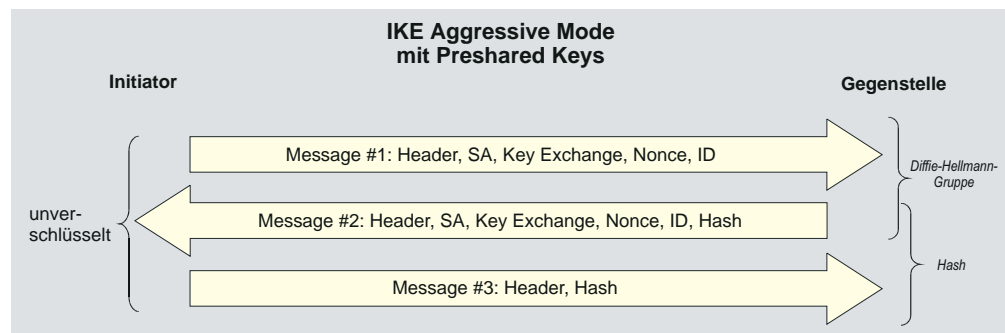 IKE Aggressive Mode
mit Preshared Keys
Initiator
Gegenstelle
Message #1: Header, SA, Key Exchange, Nonce, ID
Diffie-Hellmann-
Gruppe
unver-
schlüsselt
Message #2: Header, SA, Key Exchange, Nonce, ID, Hash
Hash
Message #3: Header, Hash